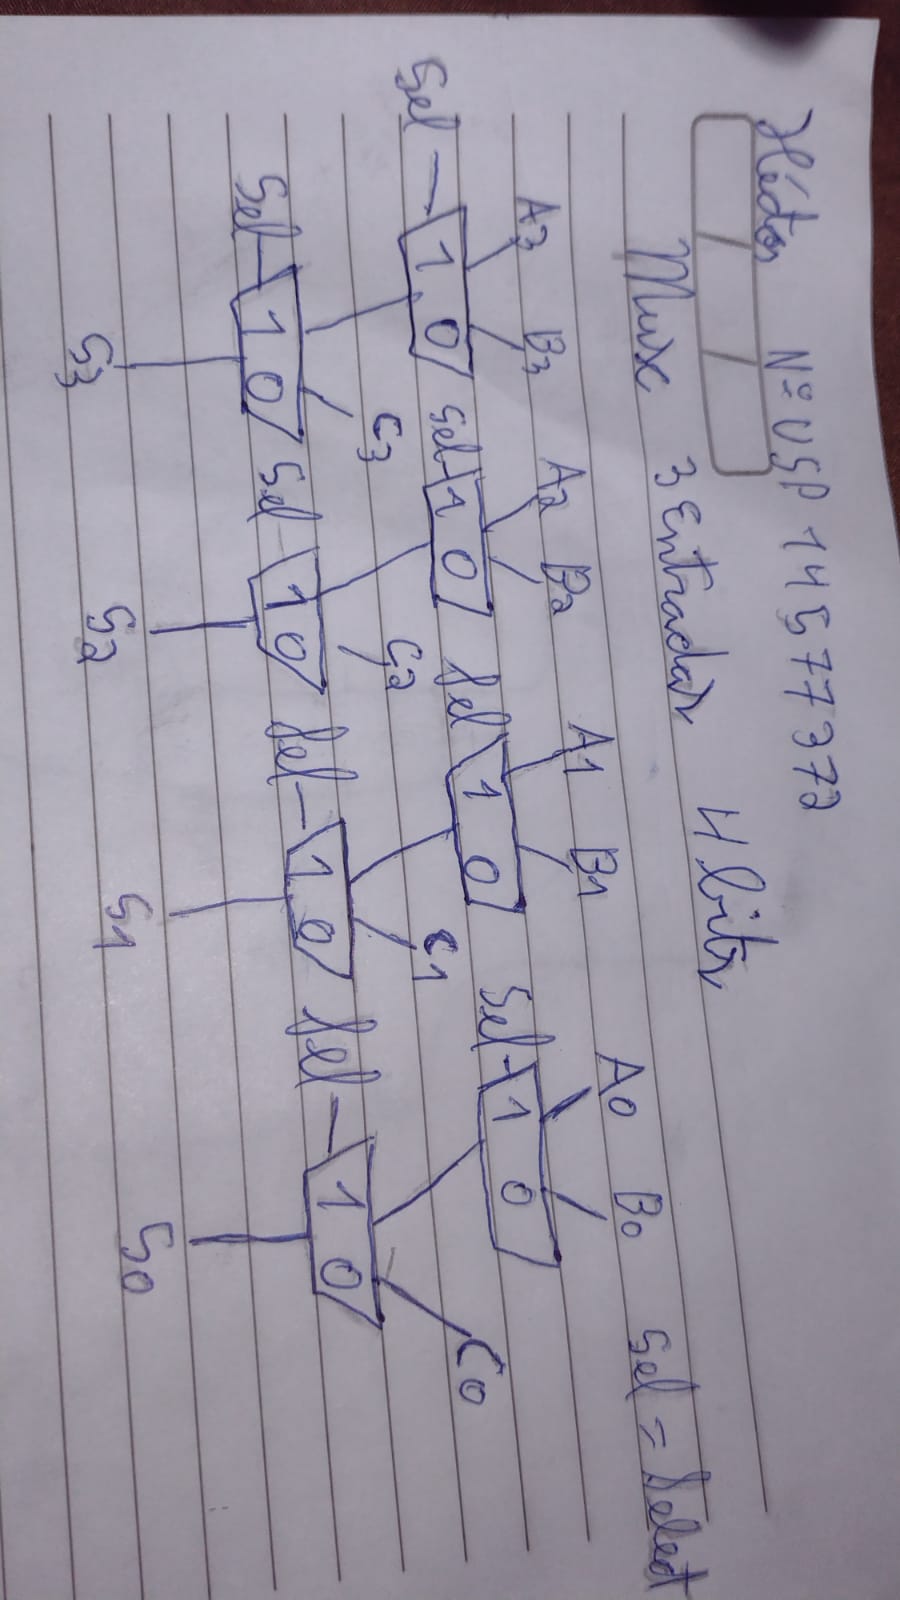 Héctor Nº USP 14577372
Mux 3 Entradas 4 bits Sel = Select
A3 B3 A2 B2 A1 B1 A0 B0
Sel 1 0 Sel 1 0 Sel 1 0 Sel 1 0
C3 C2 C1 C0
Sel 1 0 Sel 1 0 Sel 1 0 Sel 1 0
S3 S2 S1 S0